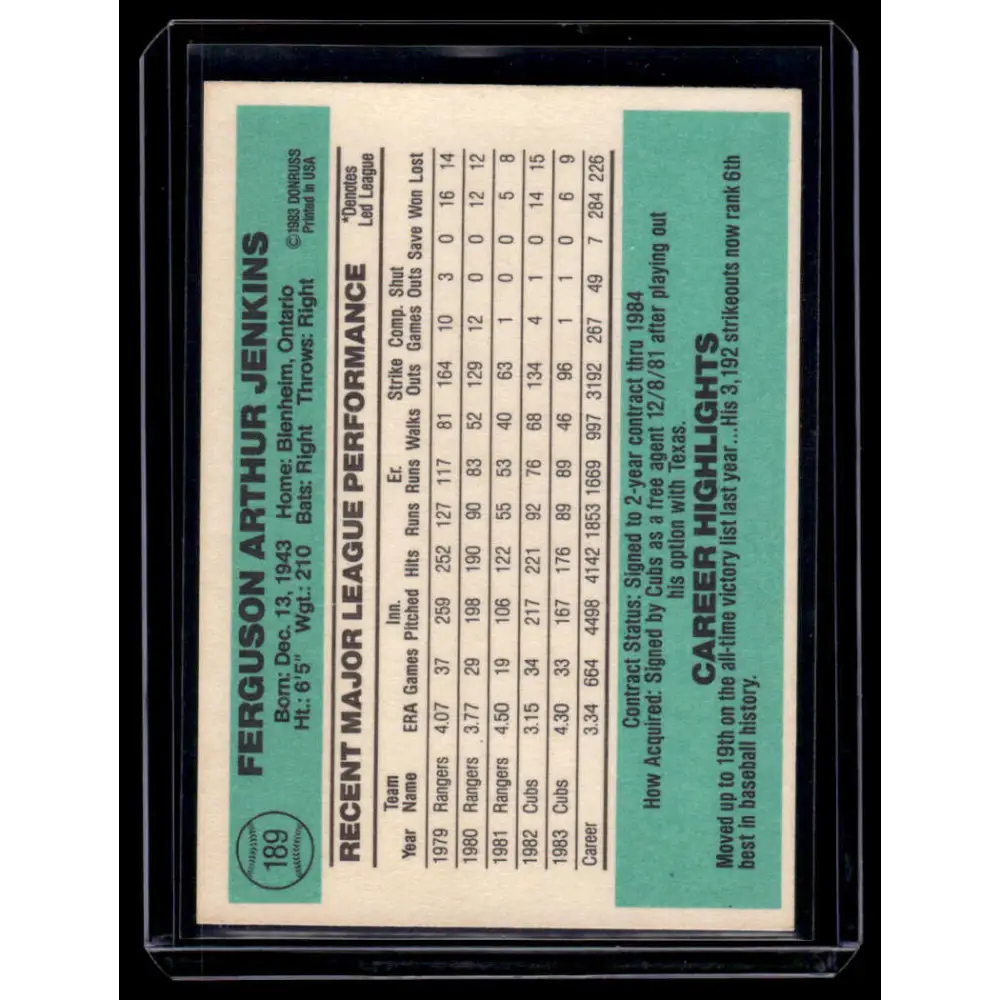 189
FERGUSON ARTHUR JENKINS
Born: Dec. 13, 1943 Home: Blenheim, Ontario
Ht.: 6'5" Wgt.: 210 Bats: Right Throws: Right
©1983 DONRUSS
Printed in USA
RECENT MAJOR LEAGUE PERFORMANCE
*Denotes
Led League
Team Inn. Er. Strike Comp. Shut
Year Name ERA Games Pitched Hits Runs Runs Walks Outs Games Outs Save Won Lost
1979 Rangers 4.07 37 259 252 127 117 81 164 10 3 0 16 14
1980 Rangers 3.77 29 198 190 90 83 52 129 12 0 0 12 12
1981 Rangers 4.50 19 106 122 55 53 40 63 1 0 0 5 8
1982 Cubs 3.15 34 217 221 92 76 68 134 4 1 0 14 15
1983 Cubs 4.30 33 167 176 89 89 46 96 1 1 0 6 9
Career 3.34 664 4498 4142 1853 1669 997 3192 267 49 7 284 226
Contract Status: Signed to 2-year contract thru 1984
How Acquired: Signed by Cubs as a free agent 12/8/81 after playing out
his option with Texas.
CAREER HIGHLIGHTS
Moved up to 19th on the all-time victory list last year...His 3,192 strikeouts now rank 6th
best in baseball history.